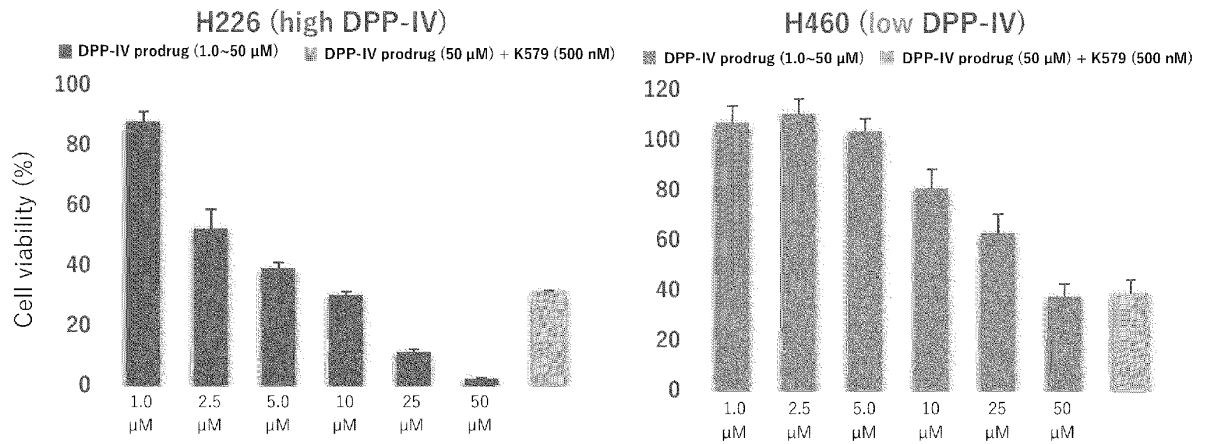 H226 (high DPP-IV)
DPP-IV prodrug (1.0~50 μM) DPP-IV prodrug (50 μM) + K579 (500 nM)
Cell viability (%)
100
80
60
40
20
0
1.0 2.5 5.0 10 25 50
μM μM μM μM μM μM
H460 (low DPP-IV)
DPP-IV prodrug (1.0~50 μM) DPP-IV prodrug (50 μM) + K579 (500 nM)
120
100
80
60
40
20
0
1.0 2.5 5.0 10 25 50
μM μM μM μM μM μM